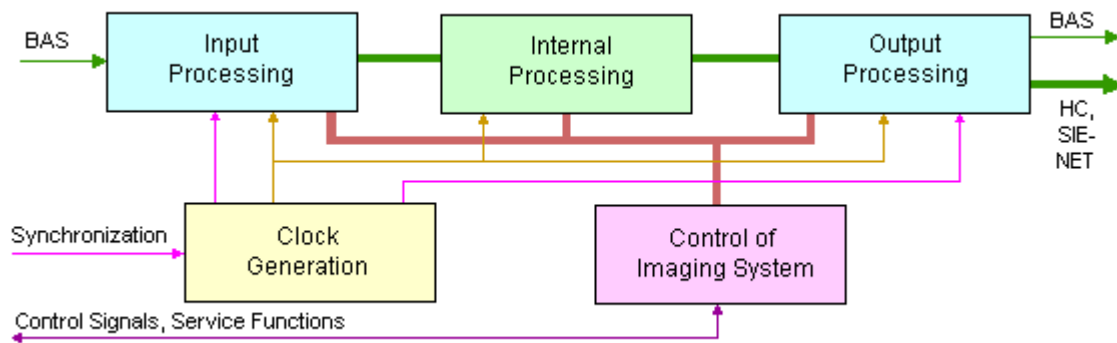 BAS
Input
Processing
Internal
Processing
Output
Processing
BAS
HC,
SIE-
NET
Synchronization
Clock
Generation
Control of
Imaging System
Control Signals, Service Functions